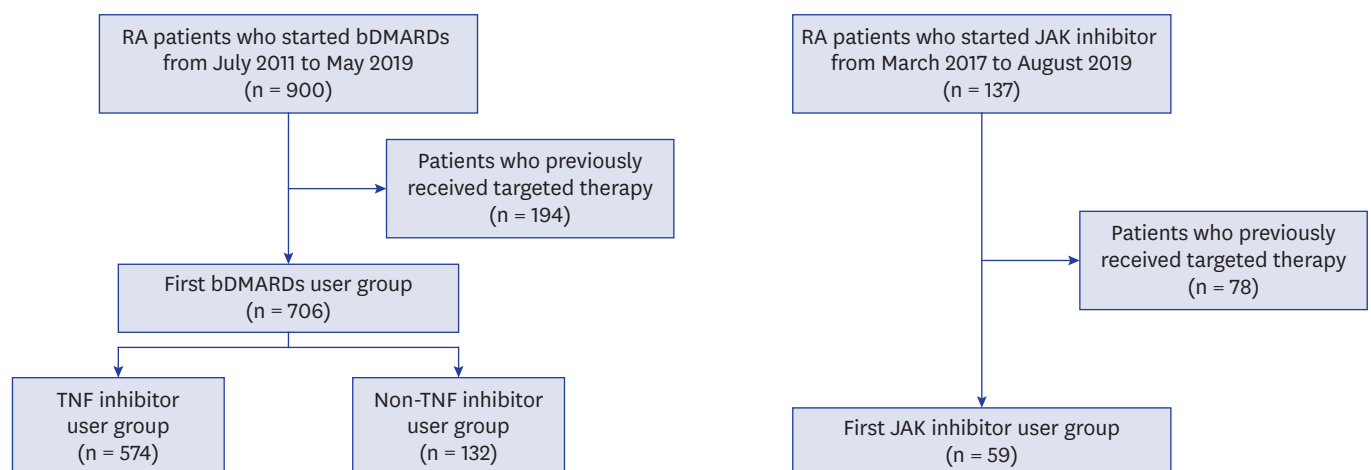 RA patients who started bDMARDs
from July 2011 to May 2019
(n = 900)
Patients who previously
received targeted therapy
(n = 194)
First bDMARDs user group
(n = 706)
TNF inhibitor
user group
(n = 574)
Non-TNF inhibitor
user group
(n = 132)
RA patients who started JAK inhibitor
from March 2017 to August 2019
(n = 137)
Patients who previously
received targeted therapy
(n = 78)
First JAK inhibitor user group
(n = 59)